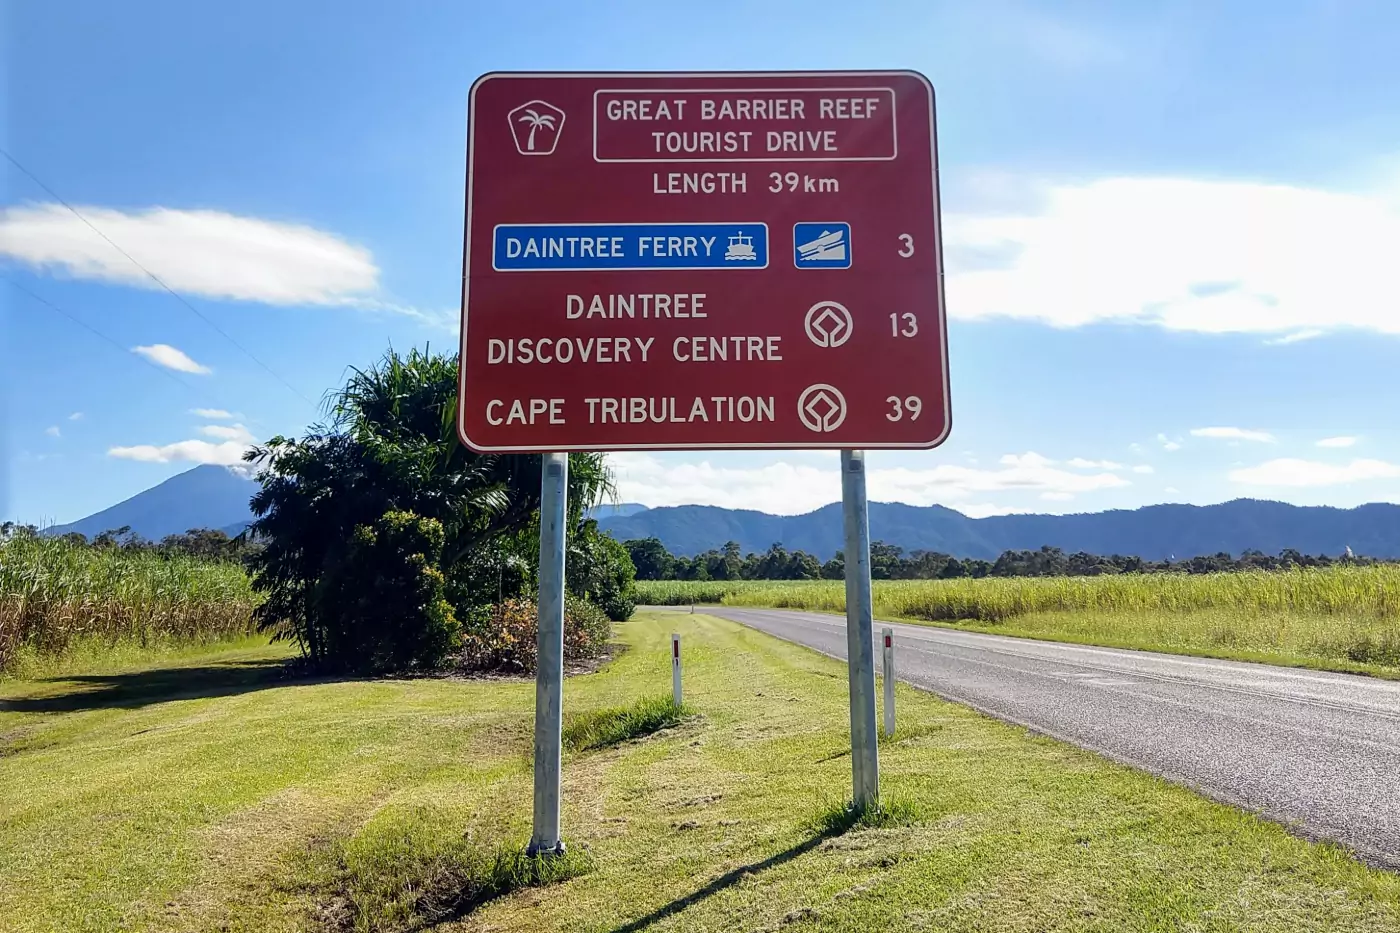 GREAT BARRIER REEF
TOURIST DRIVE
LENGTH 39km
DAINTREE FERRY 3
DAINTREE
DISCOVERY CENTRE 13
CAPE TRIBULATION 39